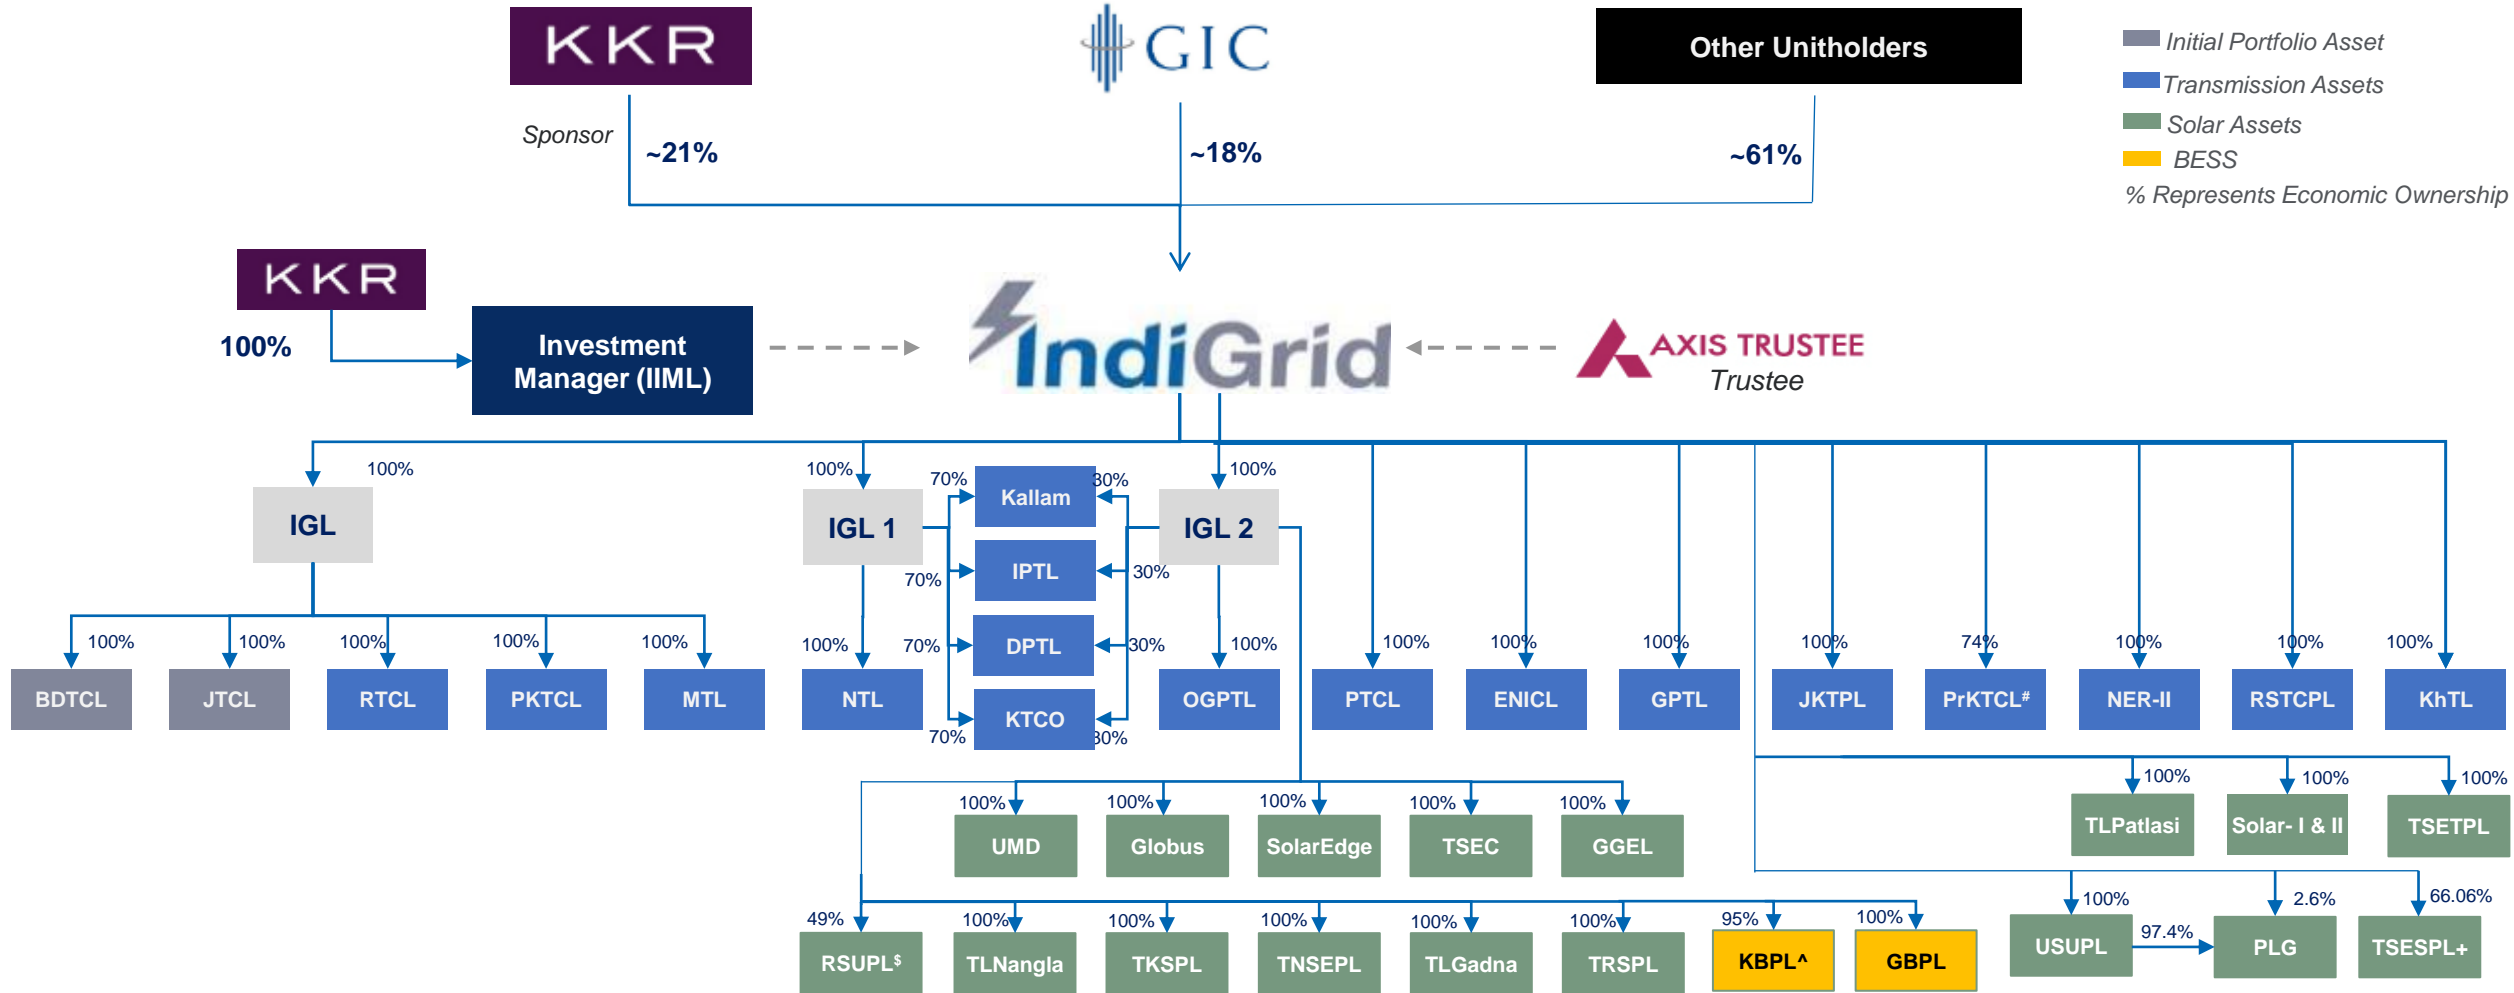 KKR
GIC
Other Unitholders
Initial Portfolio Asset
Transmission Assets
Solar Assets
BESS
% Represents Economic Ownership
Sponsor
~21%
~18%
~61%
KKR
100%
Investment
Manager (IIML)
IndiGrid
AXIS TRUSTEE
Trustee
100%
100%
70%
30%
100%
IGL
IGL 1
Kallam
IGL 2
70%
IPTL
30%
100%
100%
100%
100%
100%
100%
70%
DPTL
30%
100%
100%
100%
100%
100%
74%
100%
100%
100%
BDTCL
JTCL
RTCL
PKTCL
MTL
NTL
KTCO
OGPTL
PTCL
ENICL
GPTL
JKTPL
PrKTCL#
NER-II
RSTCPL
KhTL
70%
30%
100%
100%
100%
100%
100%
100%
100%
100%
UMD
Globus
SolarEdge
TSEC
GGEL
TLPatlasi
Solar- I & II
TSETPL
49%
100%
100%
100%
100%
100%
95%
100%
100%
2.6%
66.06%
RSUPL$
TLNangla
TKSPL
TNSEPL
TLGadna
TRSPL
KBPL^
GBPL
USUPL
97.4%
PLG
TSESPL+